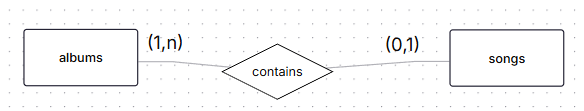 albums
(1,n)
contains
(0,1)
songs